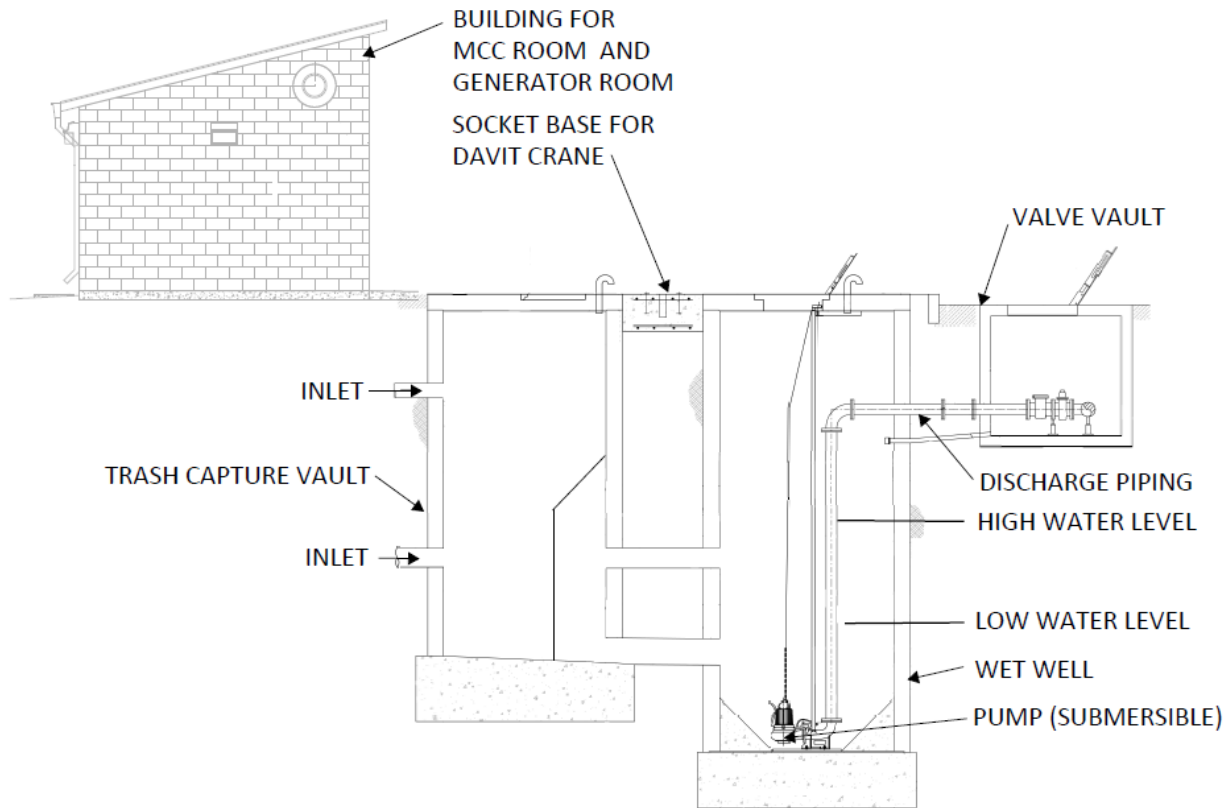 BUILDING FOR
MCC ROOM AND
GENERATOR ROOM
SOCKET BASE FOR
DAVIT CRANE
VALVE VAULT
INLET
TRASH CAPTURE VAULT
INLET
DISCHARGE PIPING
HIGH WATER LEVEL
LOW WATER LEVEL
WET WELL
PUMP (SUBMERSIBLE)